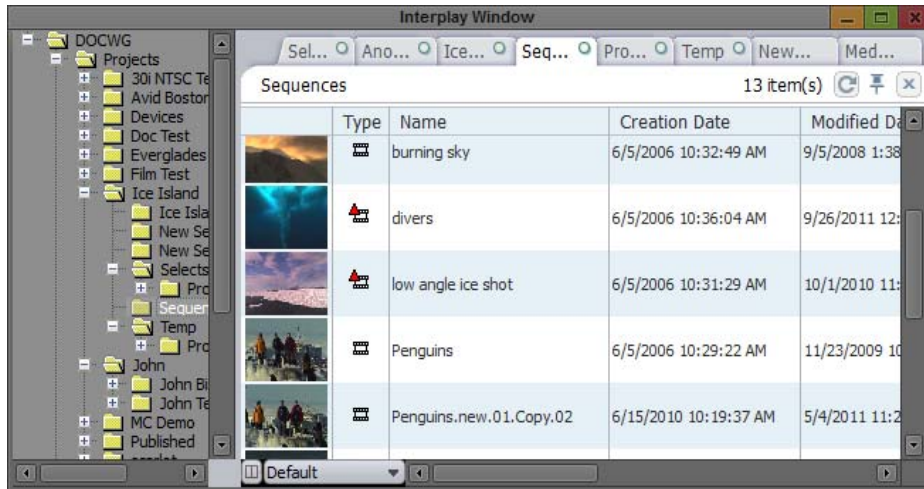 Interplay Window
DOCWG
Projects
30i NTSC Te
Avid Boston
Devices
Doc Test
Everglades
Film Test
Ice Island
Ice Isla
New Se
New Se
Selects
Pro
Sequer
Temp
Pro
John
John Bi
John Te
MC Demo
Published
Sel...
Ano...
Ice...
Seq...
Pro...
Temp
New...
Med...
Sequences
13 item(s)
Type Name Creation Date Modified Da
burning sky 6/5/2006 10:32:49 AM 9/5/2008 1:38
divers 6/5/2006 10:36:04 AM 9/26/2011 12:
low angle ice shot 6/5/2006 10:31:29 AM 10/1/2010 11:
Penguins 6/5/2006 10:29:22 AM 11/23/2009 10
Penguins.new.01.Copy.02 6/15/2010 10:19:37 AM 5/4/2011 11:2
Default